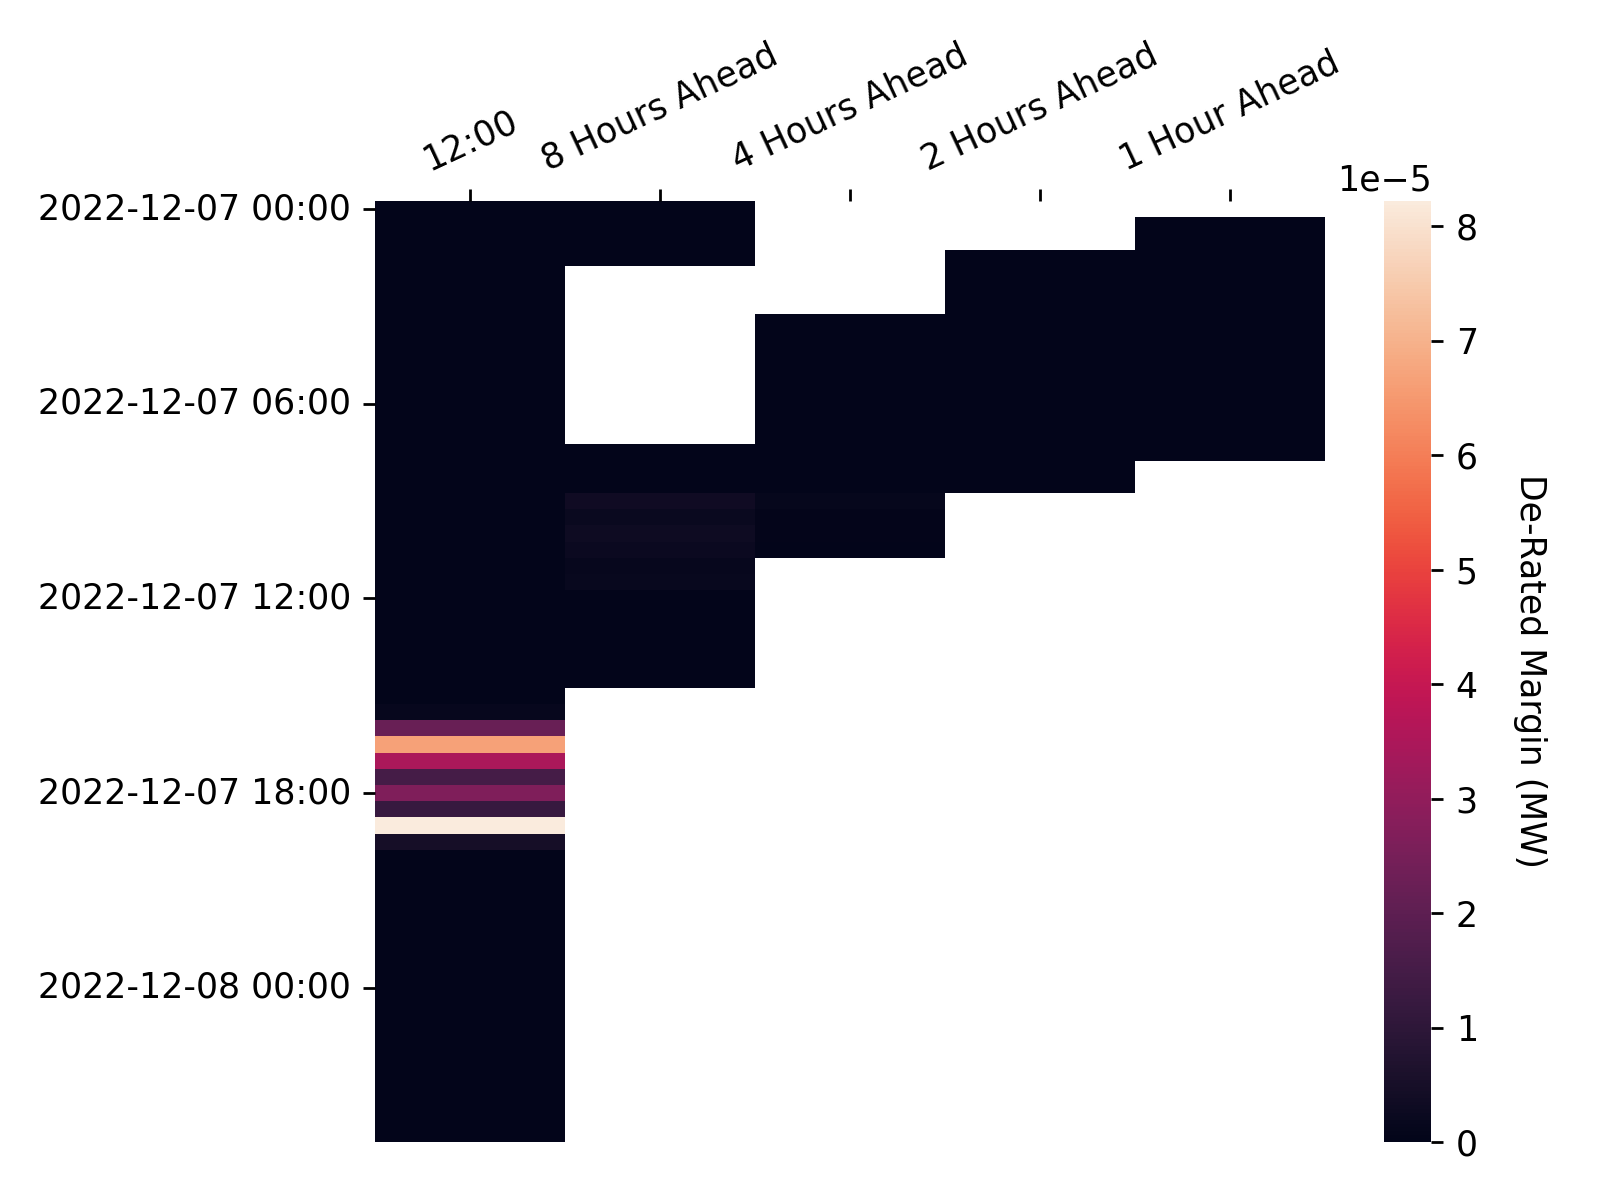 12:00
8 Hours Ahead
4 Hours Ahead
2 Hours Ahead
1 Hour Ahead
2022-12-07 00:00
2022-12-07 06:00
2022-12-07 12:00
2022-12-07 18:00
2022-12-08 00:00
1e−5
8
7
6
5
4
3
2
1
0
De-Rated Margin (MW)